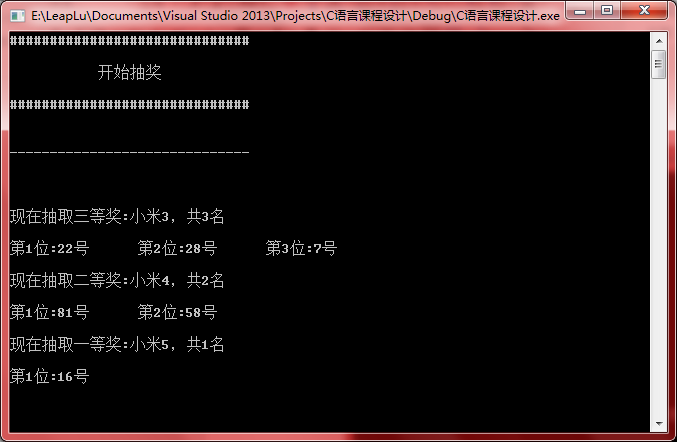 E:\LeapLu\Documents\Visual Studio 2013\Projects\C语言课程设计\Debug\C语言课程设计.exe
##############################
开始抽奖
##############################
------------------------------
现在抽取三等奖:小米3, 共3名
第1位:22号 第2位:28号 第3位:7号
现在抽取二等奖:小米4, 共2名
第1位:81号 第2位:58号
现在抽取一等奖:小米5, 共1名
第1位:16号